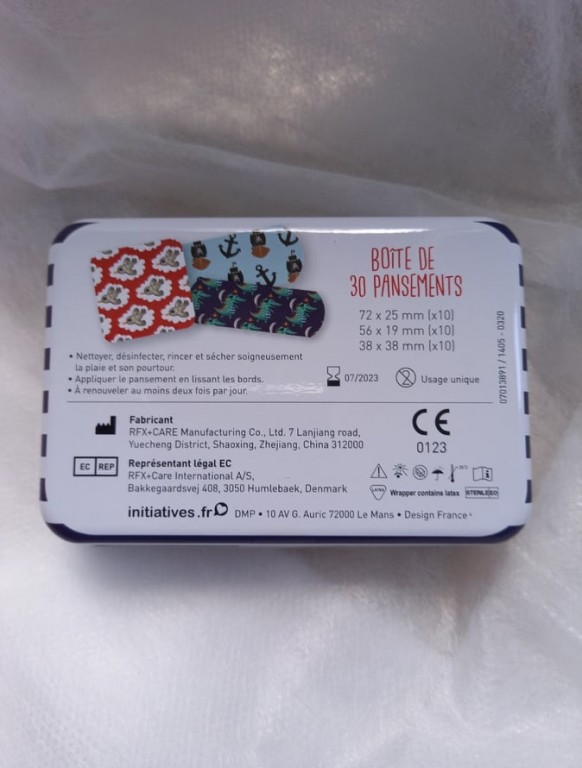 BOÎTE DE
30 PANSEMENTS
72 x 25 mm (x10)
56 x 19 mm (x10)
38 x 38 mm (x10)
• Nettoyer, désinfecter, rincer et sécher soigneusement
la plaie et son pourtour.
• Appliquer le pansement en lissant les bords.
• À renouveler au moins deux fois par jour.
07/2023
2
Usage unique
07013891 / 1405 - 0320
Fabricant
RFX+CARE Manufacturing Co., Ltd. 7 Lanjiang road,
Yuecheng District, Shaoxing, Zhejiang, China 312000
CE
0123
EC REP
Représentant légal EC
RFX+Care International A/S,
Bakkegaardsvej 408, 3050 Humlebaek, Denmark
LATEX
Wrapper contains latex
STERILE EO
initiatives.fr
DMP • 10 AV G. Auric 72000 Le Mans • Design France